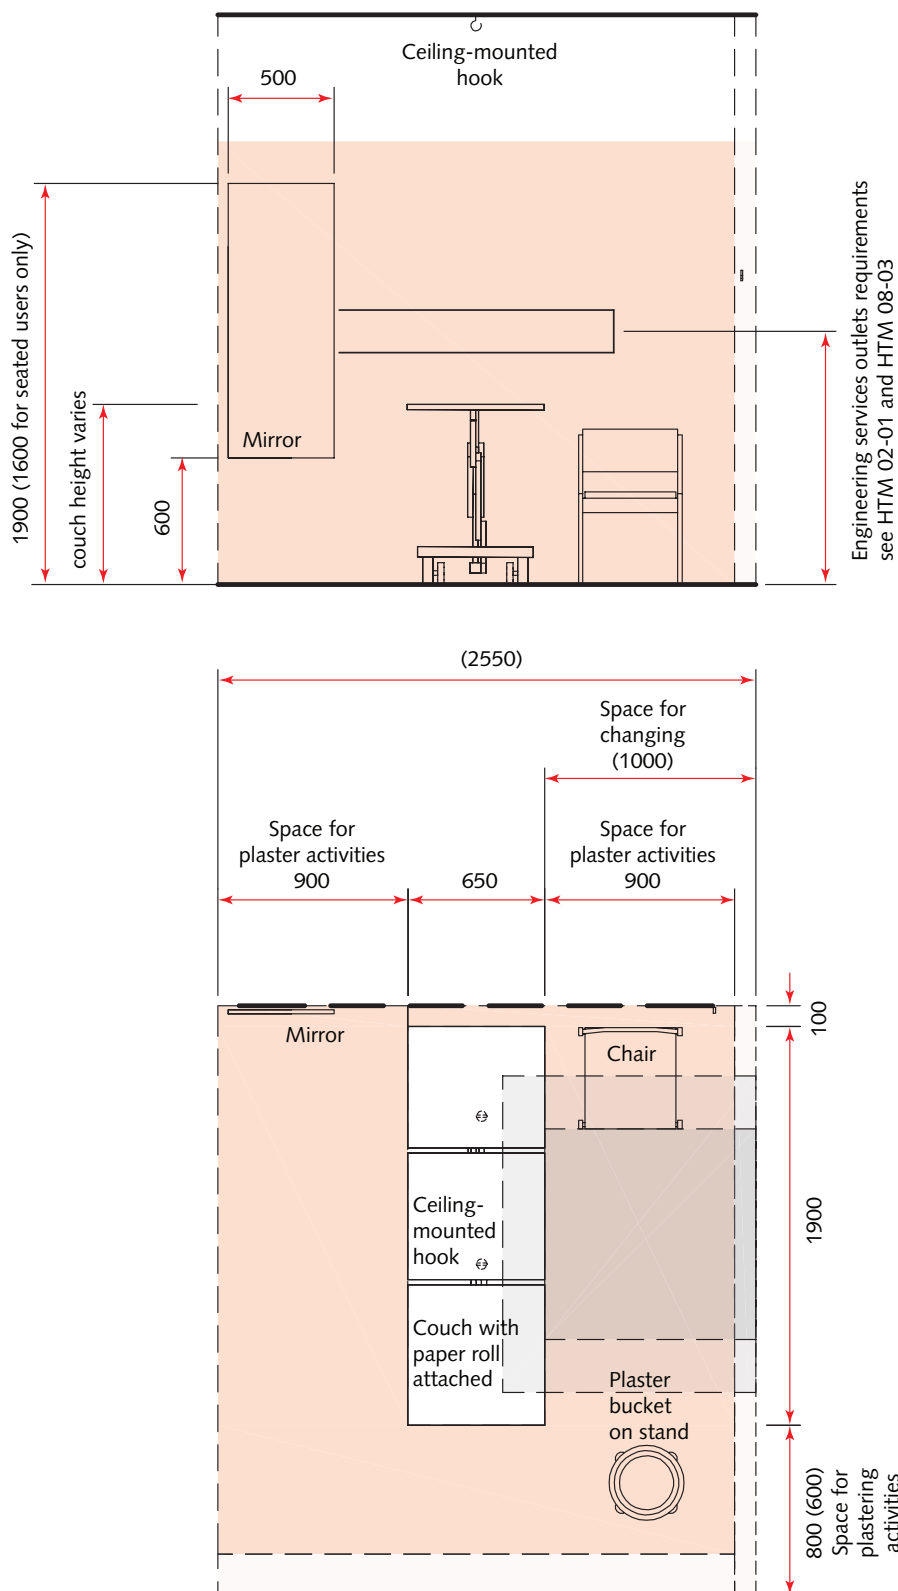 Ceiling-mounted
hook
500
1900 (1600 for seated users only)
couch height varies
600
Mirror
Engineering services outlets requirements
see HTM 02-01 and HTM 08-03
(2550)
Space for
changing
(1000)
Space for
plaster activities
900
650
Space for
plaster activities
900
100
Mirror
Chair
1900
Ceiling-
mounted
hook
Couch with
paper roll
attached
Plaster
bucket
on stand
800 (600)
Space for
plastering
activities